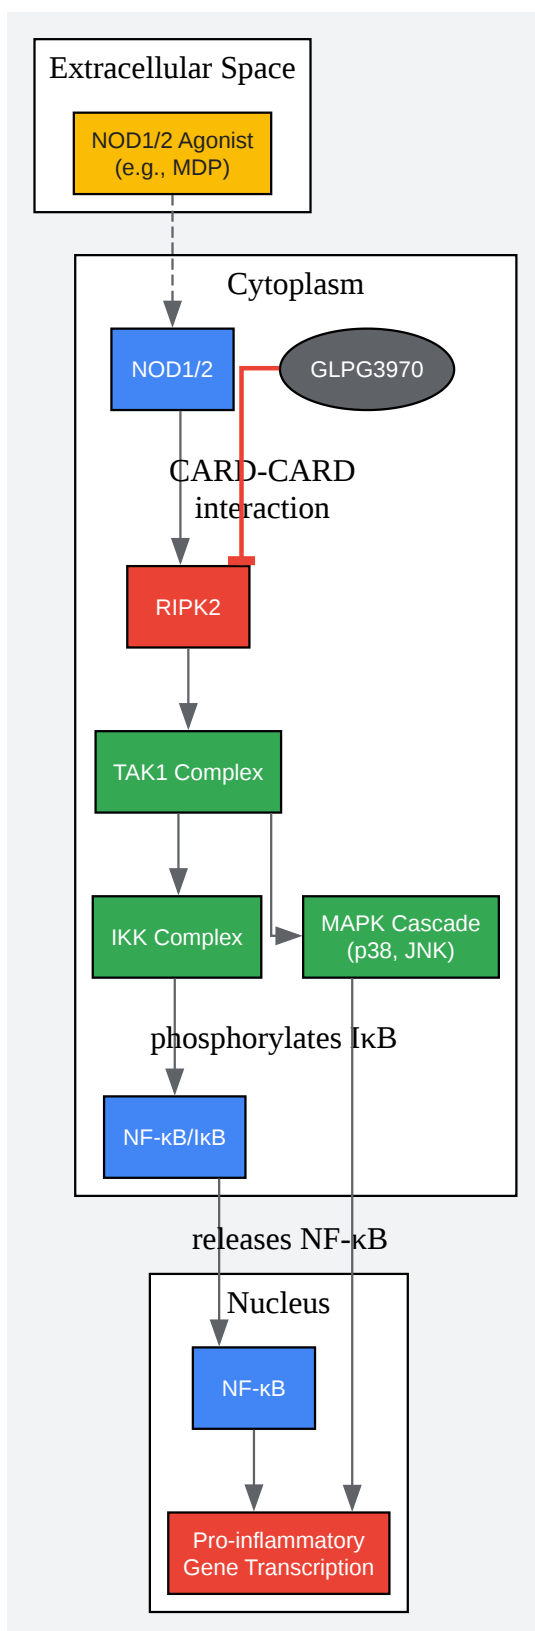 Extracellular Space
NOD1/2 Agonist
(e.g., MDP)
Cytoplasm
NOD1/2
GLPG3970
CARD-CARD
interaction
RIPK2
TAK1 Complex
IKK Complex
MAPK Cascade
(p38, JNK)
phosphorylates IκB
NF-κB/IκB
releases NF-κB
Nucleus
NF-κB
Pro-inflammatory
Gene Transcription